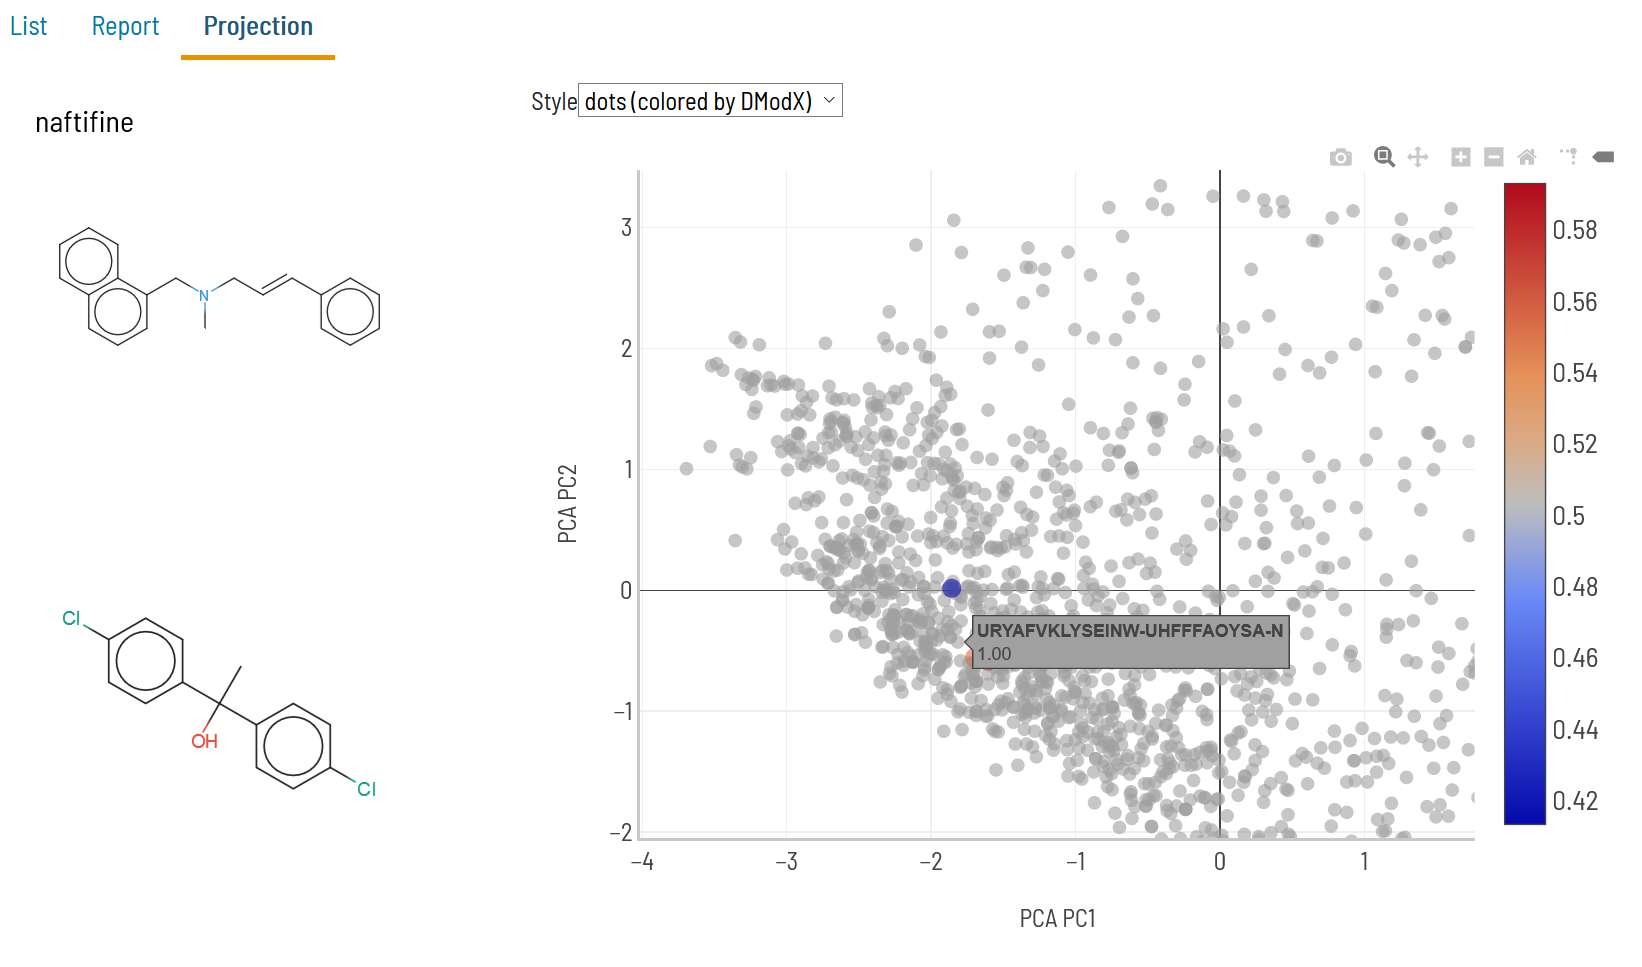 List Report Projection
Style dots (colored by DModX)
naftifine
N
Cl
OH
Cl
3
2
1
0
−1
−2
PCA PC2
URYAFVKLYSEINW-UHFFFAOYSA-N
1.00
−4 −3 −2 −1 0 1
PCA PC1
0.58
0.56
0.54
0.52
0.5
0.48
0.46
0.44
0.42